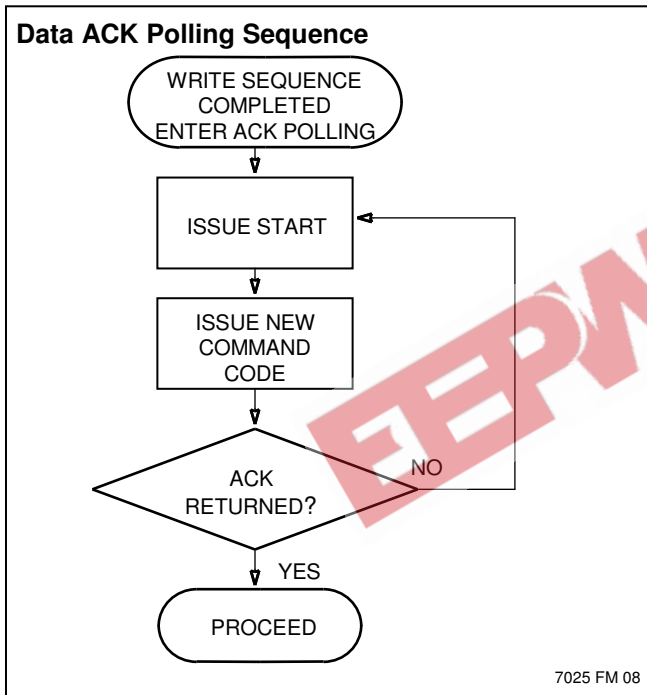 Data ACK Polling Sequence
WRITE SEQUENCE
COMPLETED
ENTER ACK POLLING
ISSUE START
ISSUE NEW
COMMAND
CODE
ACK
RETURNED?
NO
YES
PROCEED
EEPW
7025 FM 08